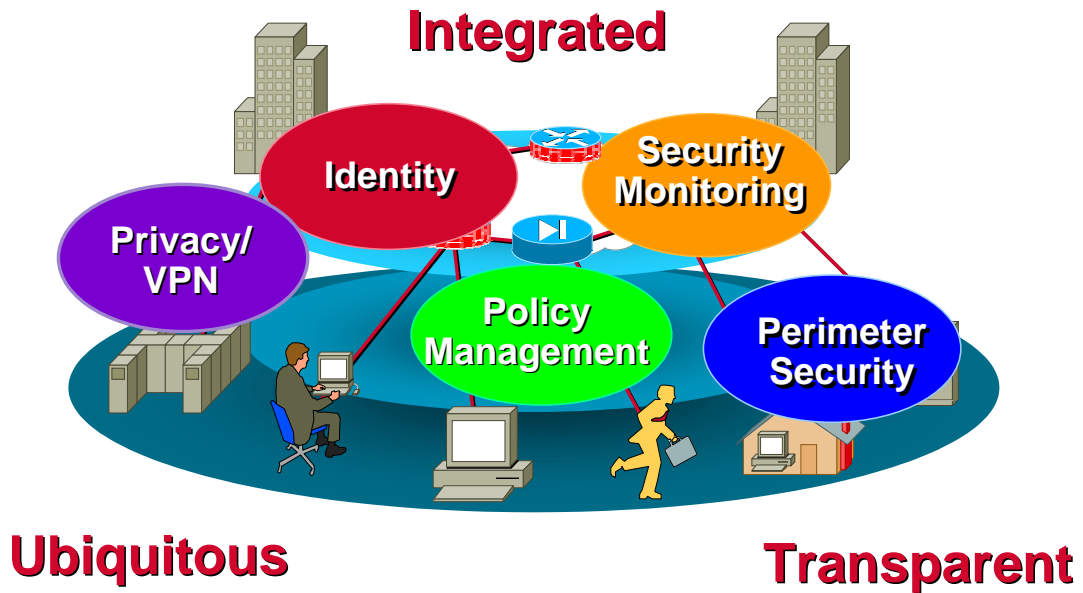 Integrated
Identity
Security
Monitoring
Privacy/
VPN
Policy
Management
Perimeter
Security
Ubiquitous
Transparent